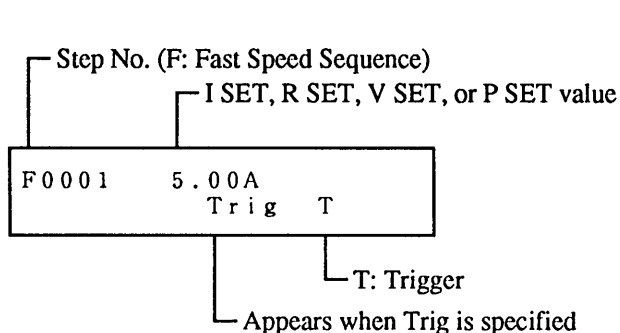 Step No. (F: Fast Speed Sequence)
I SET, R SET, V SET, or P SET value
F0001 5.00A
Trig T
T: Trigger
Appears when Trig is specified